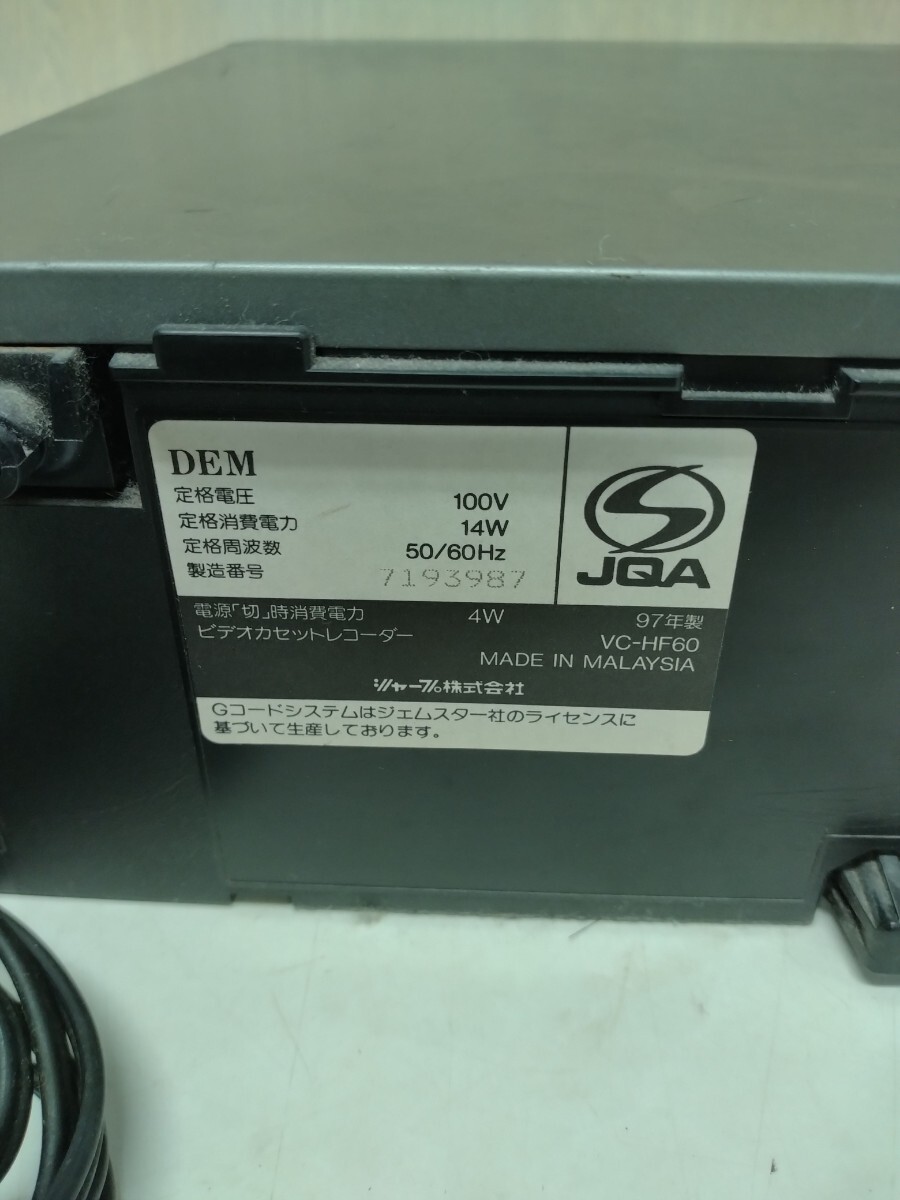 DEM
定格電圧 100V
定格消費電力 14W
定格周波数 50/60Hz
製造番号 7193987
JQA
電源「切」時消費電力 4W 97年製
ビデオカセットレコーダー VC-HF60
MADE IN MALAYSIA
シャープ株式会社
Gコードシステムはジェムスター社のライセンスに
基づいて生産しております。